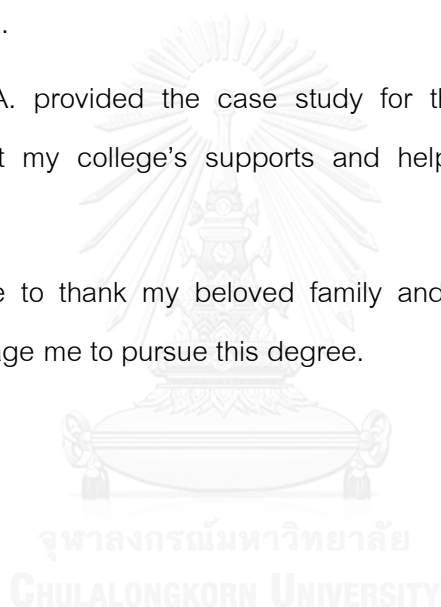 .
A. provided the case study for th
t my college's supports and help
e to thank my beloved family and
age me to pursue this degree.
จุฬาลงกรณ์มหาวิทยาลัย
CHULALONGKORN UNIVERSITY